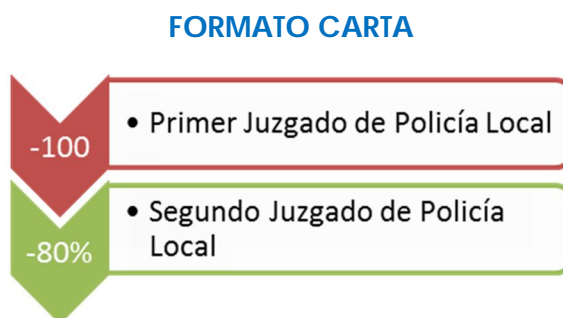 FORMATO CARTA
-100
• Primer Juzgado de Policía Local
-80%
• Segundo Juzgado de Policía
Local